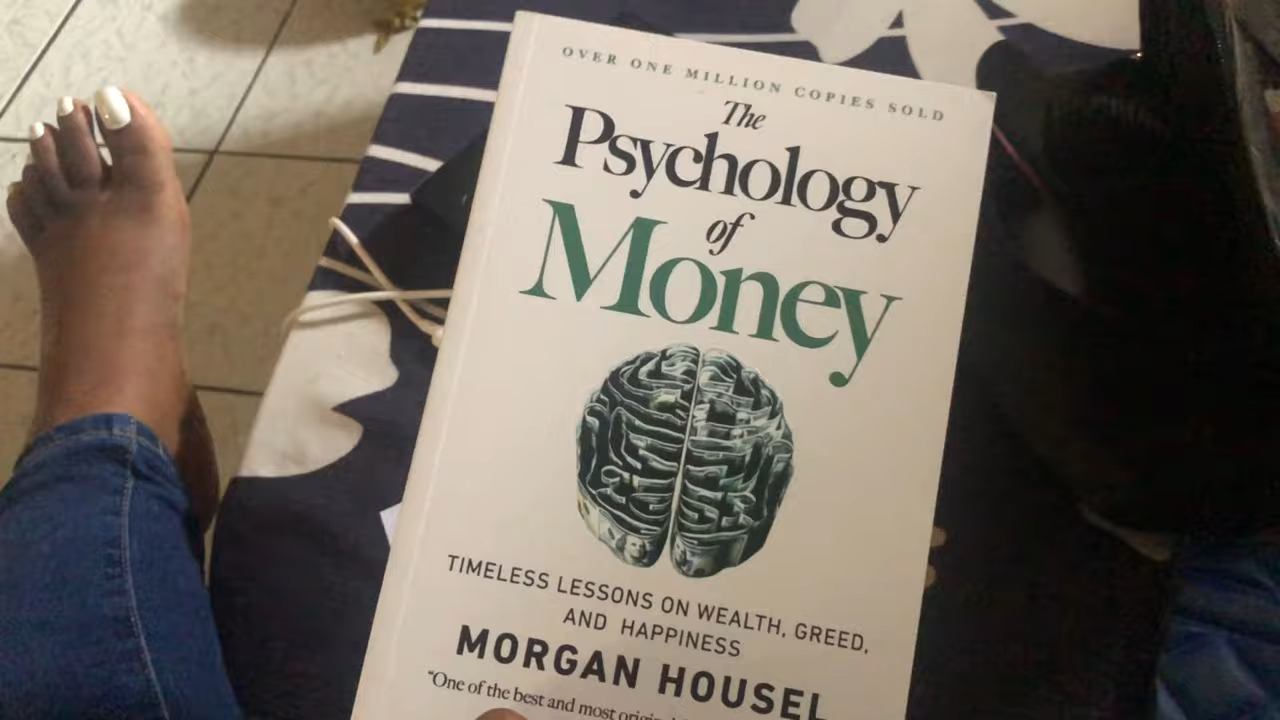 OVER ONE MILLION COPIES SOLD
The
Psychology
of
Money
TIMELESS LESSONS ON WEALTH, GREED,
AND HAPPINESS
MORGAN HOUSEL
"One of the best and most